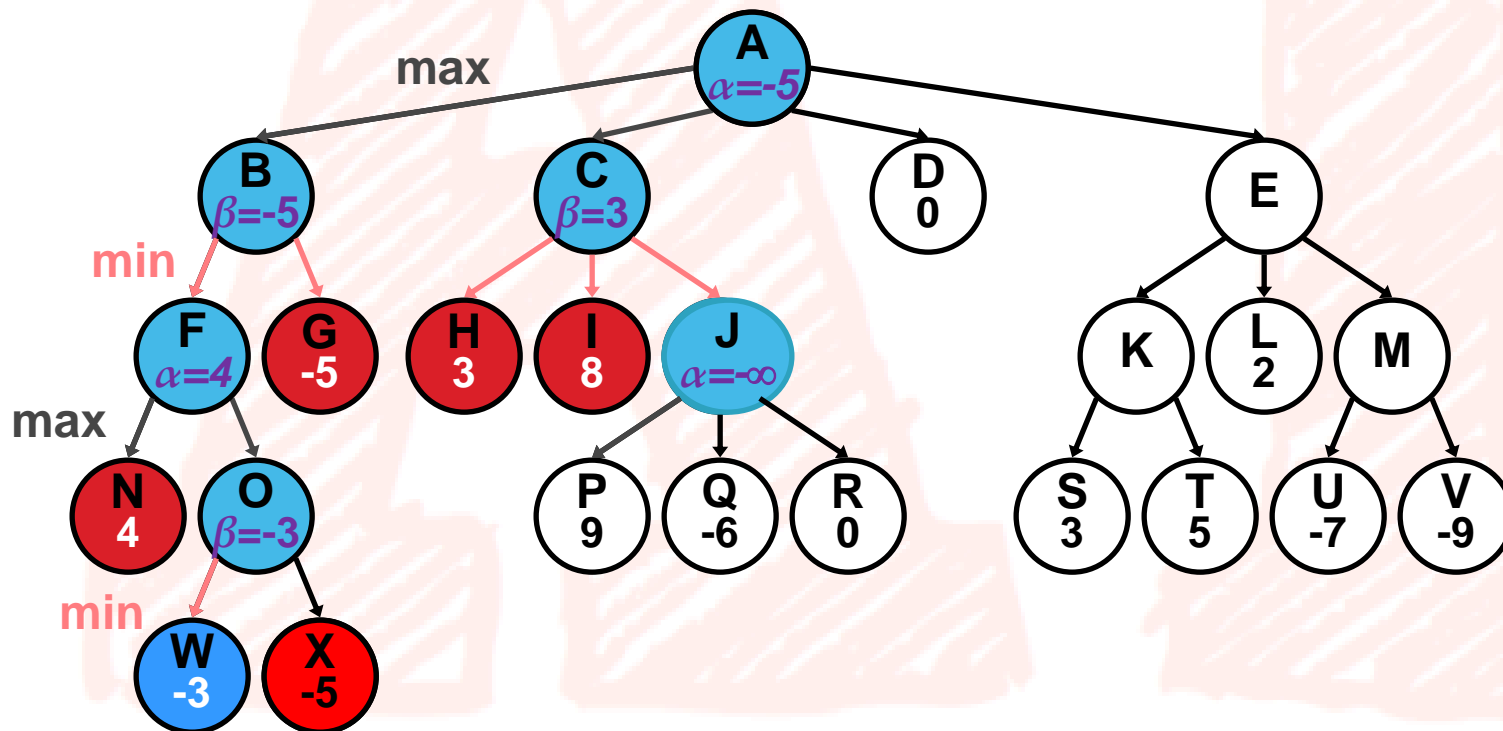 A
α=-5
max
B
β=-5
C
β=3
D
0
E
min
F
α=4
G
-5
H
3
I
8
J
α=-∞
K
L
2
M
max
N
4
O
β=-3
P
9
Q
-6
R
0
S
3
T
5
U
-7
V
-9
min
W
-3
X
-5